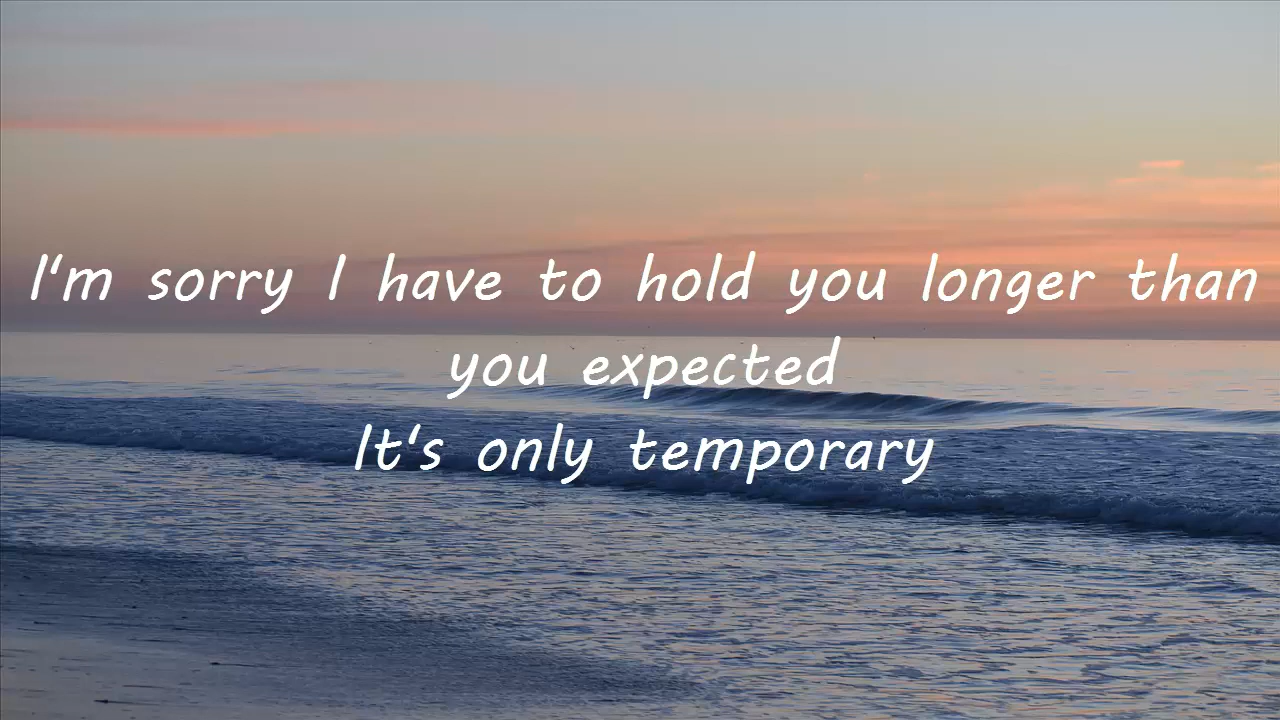 I'm sorry I have to hold you longer than
you expected
It's only temporary